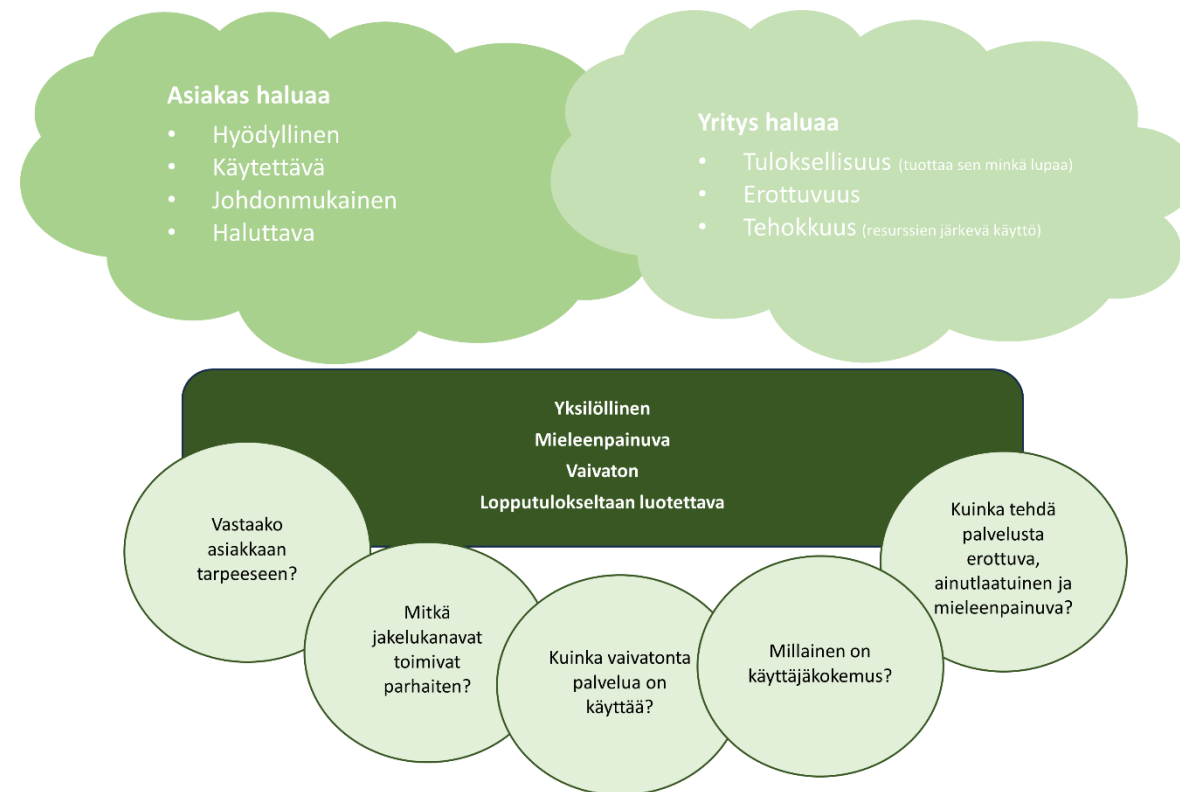 Asiakas haluaa
• Hyödyllinen
• Käytettävä
• Johdonmukainen
• Haluttava
Yritys haluaa
• Tuloksellisuus (tuottaa sen minkä lupaa)
• Erottuvuus
• Tehokkuus (resurssien järkevä käyttö)
Yksilöllinen
Mieleenpainuva
Vaivaton
Lopputulokseltaan luotettava
Vastaako
asiakkaan
tarpeeseen?
Mitkä
jakelukanavat
toimivat
parhaiten?
Kuinka vaivatonta
palvelua on
käyttää?
Millainen on
käyttäjäkokemus?
Kuinka tehdä
palvelusta
erottuva,
ainutlaatuinen ja
mieleenpainuva?